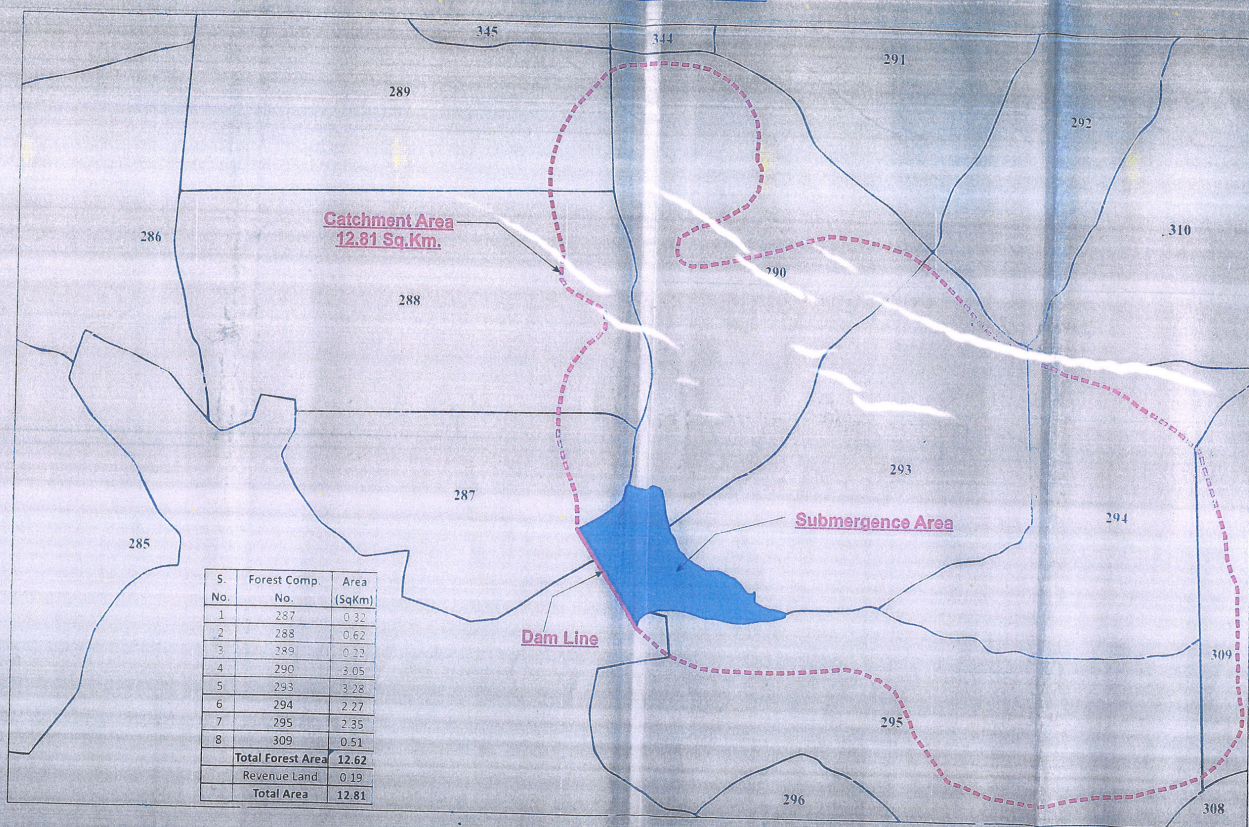 345
344
291
289
292
Catchment Area
12.81 Sq.Km.
286
310
290
288
293
287
294
Submergence Area
285
Dam Line
309
295
296
308
S. No. Forest Comp. No. Area (SqKm)
1 287 0.32
2 288 0.62
3 289 0.22
4 290 3.05
5 293 3.28
6 294 2.27
7 295 2.35
8 309 0.51
Total Forest Area 12.62
Revenue Land 0.19
Total Area 12.81